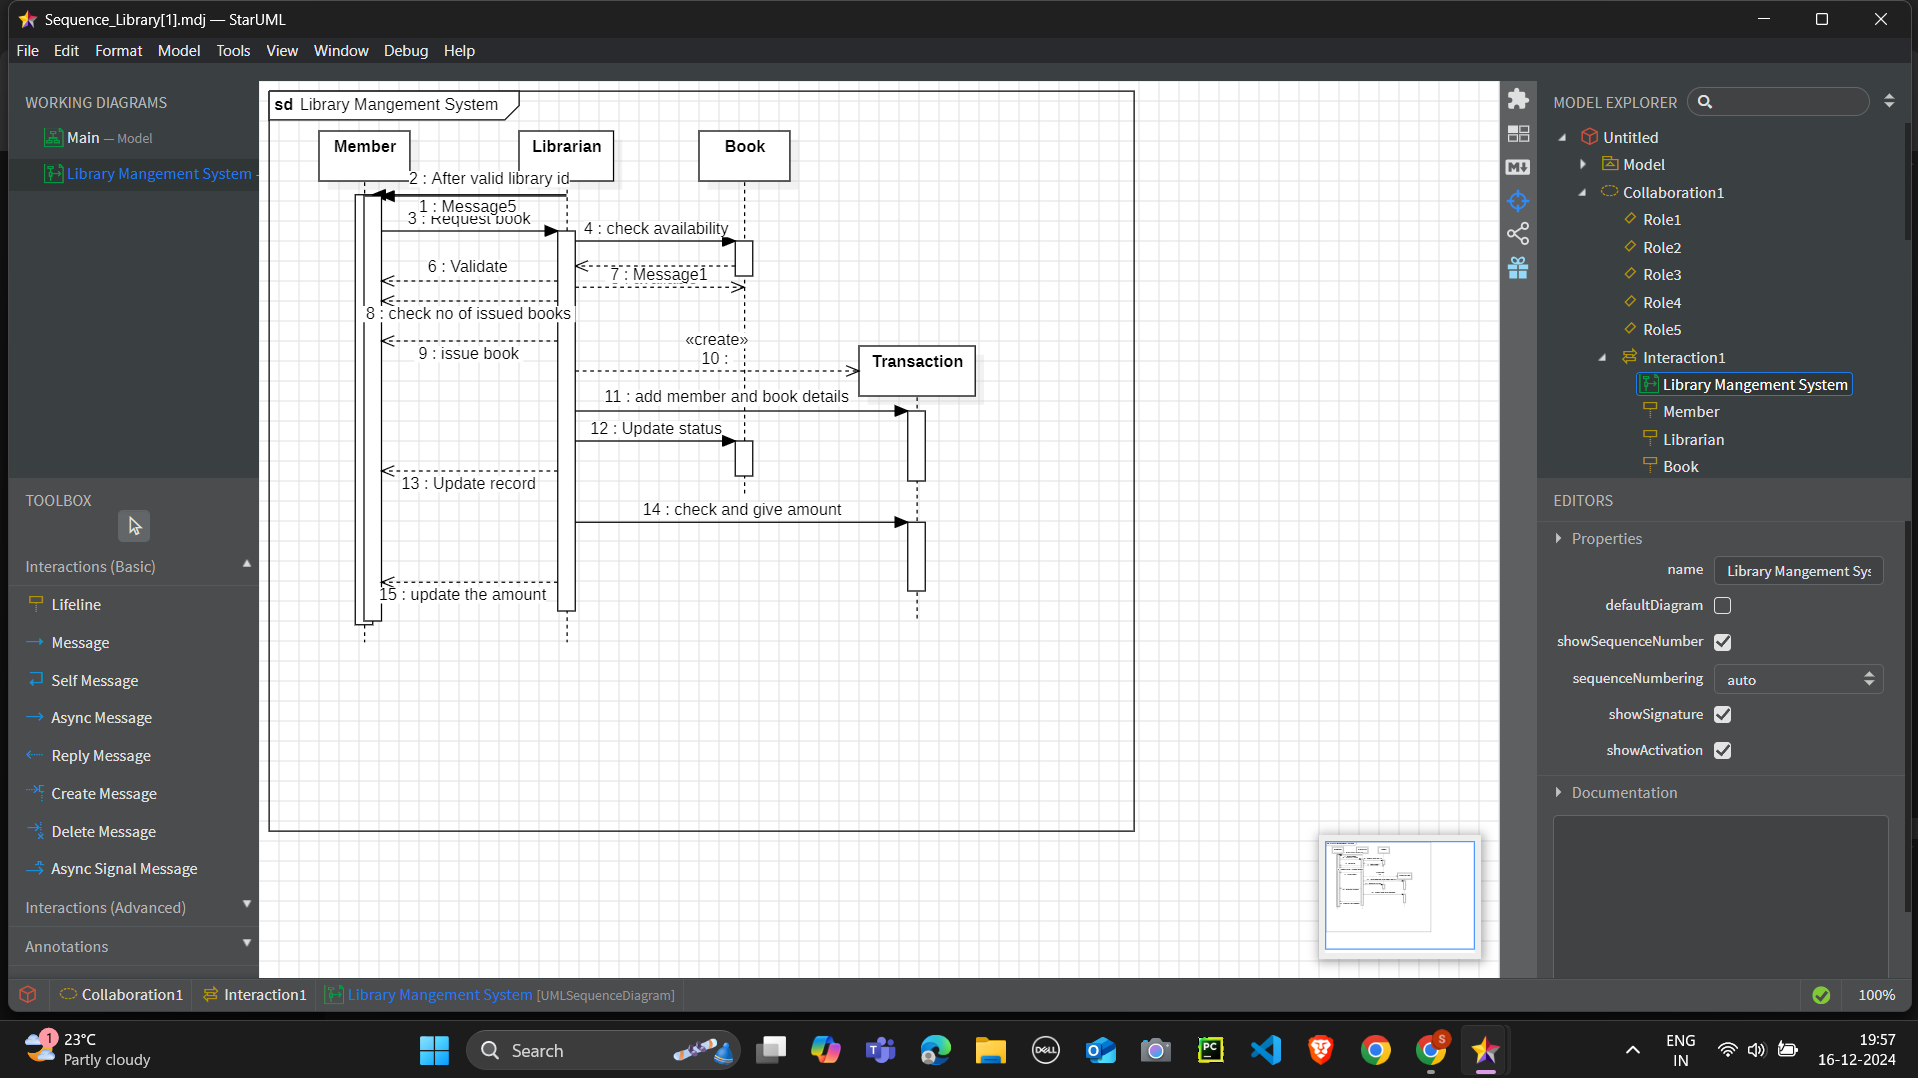 Sequence_Library[1].mdj — StarUML
File Edit Format Model Tools View Window Debug Help
WORKING DIAGRAMS
Main — Model
Library Mangement System -
TOOLBOX
Interactions (Basic)
Lifeline
Message
Self Message
Async Message
Reply Message
Create Message
Delete Message
Async Signal Message
Interactions (Advanced)
Annotations
sd Library Mangement System
Member
Librarian
Book
2 : After valid library id
1 : Message5
3 : Request book
4 : check availability
6 : Validate
7 : Message1
8 : check no of issued books
9 : issue book
«create»
10 :
Transaction
11 : add member and book details
12 : Update status
13 : Update record
14 : check and give amount
15 : update the amount
MODEL EXPLORER
Untitled
Model
Collaboration1
Role1
Role2
Role3
Role4
Role5
Interaction1
Library Mangement System
Member
Librarian
Book
EDITORS
Properties
name Library Mangement Sys
defaultDiagram
showSequenceNumber
sequenceNumbering auto
showSignature
showActivation
Documentation
Collaboration1 Interaction1 Library Mangement System [UMLSequenceDiagram] 100%
1
23°C
Partly cloudy
Search
DELL
PC
S
ENG
IN
19:57
16-12-2024